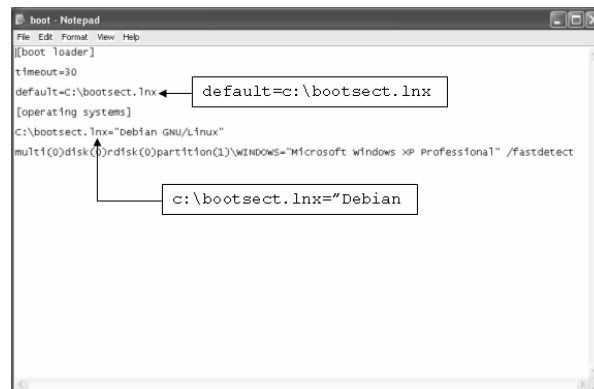 boot - Notepad
File Edit Format View Help
[boot loader]
timeout=30
default=C:\bootsect.lnx
default=c:\bootsect.lnx
[operating systems]
C:\bootsect.lnx="Debian GNU/Linux"
multi(0)disk(0)rdisk(0)partition(1)\WINDOWS="Microsoft Windows XP Professional" /fastdetect
c:\bootsect.lnx=”Debian